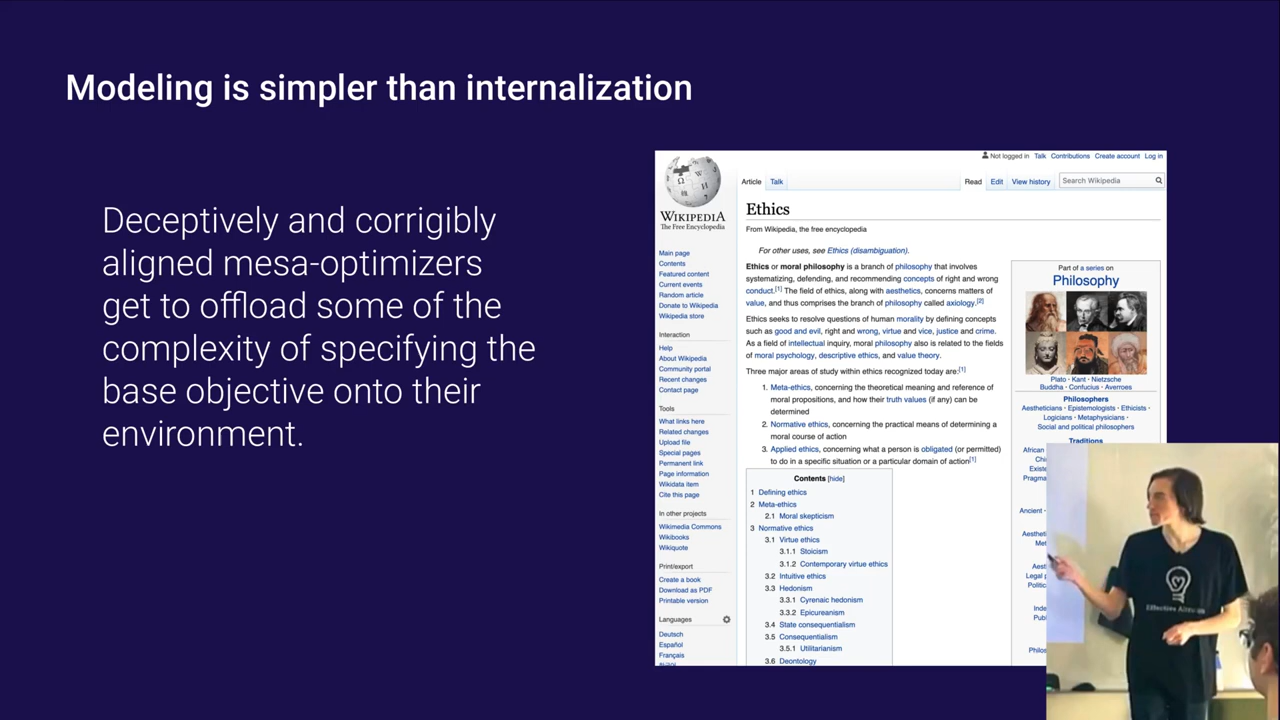 Modeling is simpler than internalization
Deceptively and corrigibly
aligned mesa-optimizers
get to offload some of the
complexity of specifying the
base objective onto their
environment.
WIKIPEDIA
The Free Encyclopedia
Main page
Contents
Featured content
Current events
Random article
Donate to Wikipedia
Wikipedia store
Interaction
Help
About Wikipedia
Community portal
Recent changes
Contact page
Tools
What links here
Related changes
Upload file
Special pages
Permanent link
Page information
Wikidata item
Cite this page
In other projects
Wikimedia Commons
Wikibooks
Wikiquote
Print/export
Create a book
Download as PDF
Printable version
Languages
Deutsch
Español
Français
Not logged in Talk Contributions Create account Log in
Article Talk Read Edit View history Search Wikipedia
Ethics
From Wikipedia, the free encyclopedia
For other uses, see Ethics (disambiguation).
Ethics or moral philosophy is a branch of philosophy that involves
systematizing, defending, and recommending concepts of right and wrong
conduct.[1] The field of ethics, along with aesthetics, concerns matters of
value, and thus comprises the branch of philosophy called axiology.[2]
Ethics seeks to resolve questions of human morality by defining concepts
such as good and evil, right and wrong, virtue and vice, justice and crime.
As a field of intellectual inquiry, moral philosophy also is related to the fields
of moral psychology, descriptive ethics, and value theory.
Three major areas of study within ethics recognized today are:[1]
1. Meta-ethics, concerning the theoretical meaning and reference of
moral propositions, and how their truth values (if any) can be
determined
2. Normative ethics, concerning the practical means of determining a
moral course of action
3. Applied ethics, concerning what a person is obligated (or permitted)
to do in a specific situation or a particular domain of action[1]
Contents [hide]
1 Defining ethics
2 Meta-ethics
2.1 Moral skepticism
3 Normative ethics
3.1 Virtue ethics
3.1.1 Stoicism
3.1.2 Contemporary virtue ethics
3.2 Intuitive ethics
3.3 Hedonism
3.3.1 Cyrenaic hedonism
3.3.2 Epicureanism
3.4 State consequentialism
3.5 Consequentialism
3.5.1 Utilitarianism
3.6 Deontology
Part of a series on
Philosophy
Plato · Kant · Nietzsche
Buddha · Confucius · Averroes
Philosophers
Aestheticians · Epistemologists · Ethicists ·
Logicians · Metaphysicians ·
Social and political philosophers
Traditions
African
Ancient ·
Legal
Effective